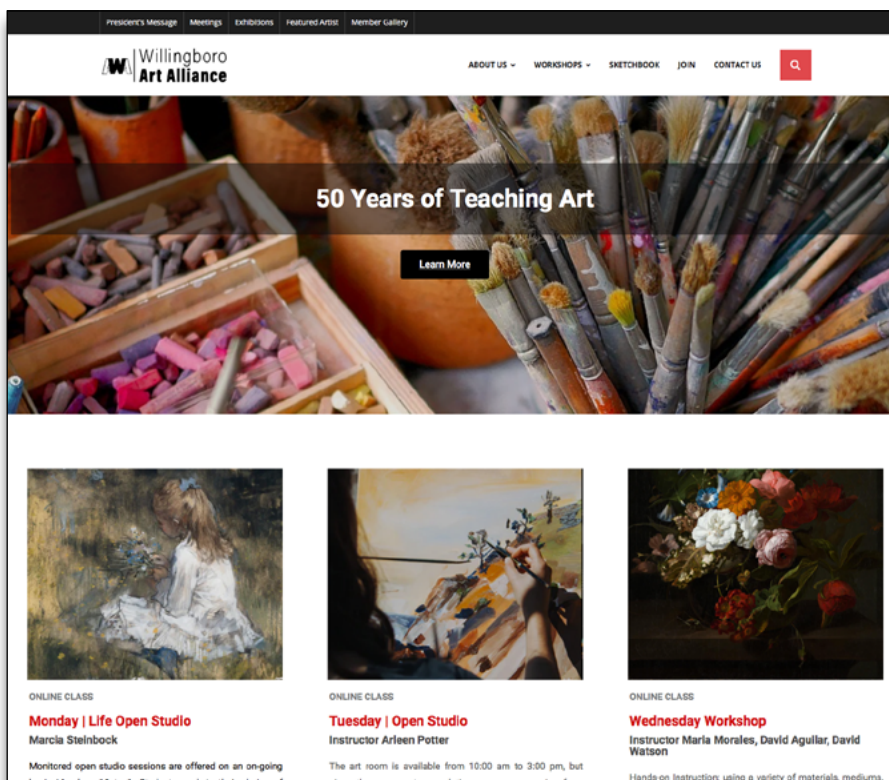 President's Message Meetings Exhibitions Featured Artist Member Gallery
Willingboro
Art Alliance
ABOUT US WORKSHOPS SKETCHBOOK JOIN CONTACT US
50 Years of Teaching Art
Learn More
ONLINE CLASS
Monday | Life Open Studio
Marcia Steinbock
Monitored open studio sessions are offered on an on-going
ONLINE CLASS
Tuesday | Open Studio
Instructor Arleen Potter
The art room is available from 10:00 am to 3:00 pm, but
ONLINE CLASS
Wednesday Workshop
Instructor Maria Morales, David Aguilar, David
Watson
Hands-on Instruction: using a variety of materials, mediums,